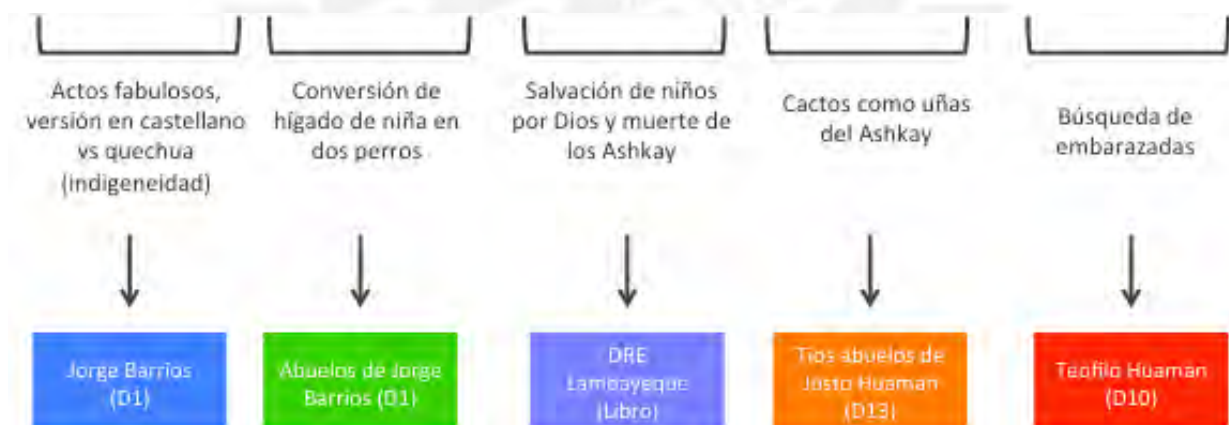 Actos fabulosos,
versión en castellano
vs quechua
(indigeneidad)
Conversión de
hígado de niña en
dos perros
Salvación de niños
por Dios y muerte de
los Ashkay
Cactos como uñas
del Ashkay
Búsqueda de
embarazadas
Jorge Barrios
(D1)
Abuelos de Jorge
Barrios (D1)
DRE
Lambayeque
(Libro)
Tíos abuelos de
Josto Huaman
(D13)
Teofilo Huaman
(D10)